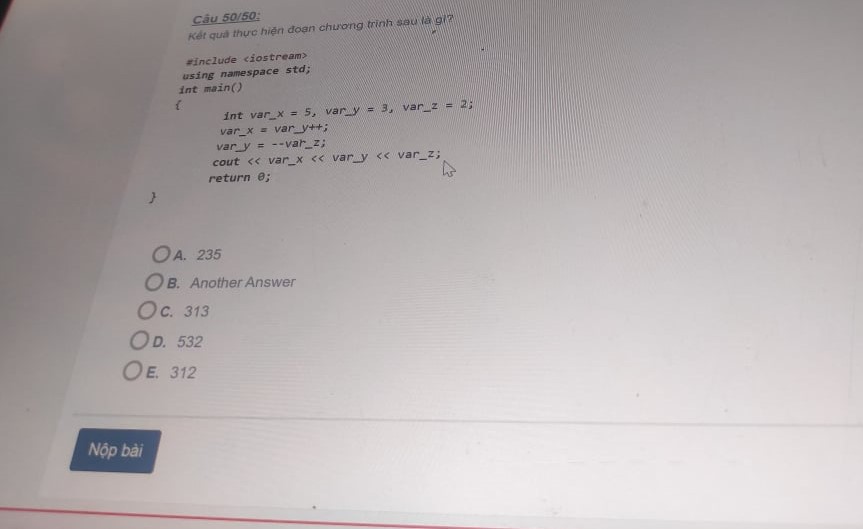 Câu 50/50:
Kết quả thực hiện đoạn chương trình sau là gì?
#include <iostream>
using namespace std;
int main()
{
int var_x = 5, var_y = 3, var_z = 2;
var_x = var_y++;
var_y = --var_z;
cout << var_x << var_y << var_z;
return 0;
}
A. 235
B. Another Answer
C. 313
D. 532
E. 312
Nộp bài